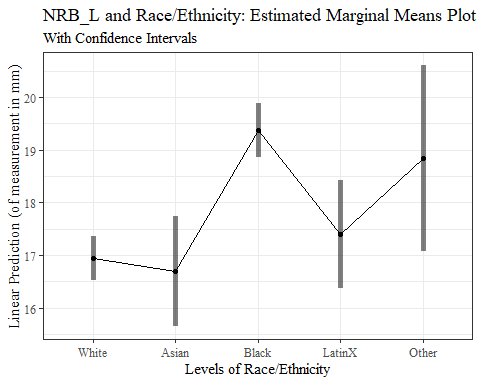 NRB_L and Race/Ethnicity: Estimated Marginal Means Plot
With Confidence Intervals
Linear Prediction (of measurement in mm)
20
19
18
17
16
White Asian Black LatinX Other
Levels of Race/Ethnicity